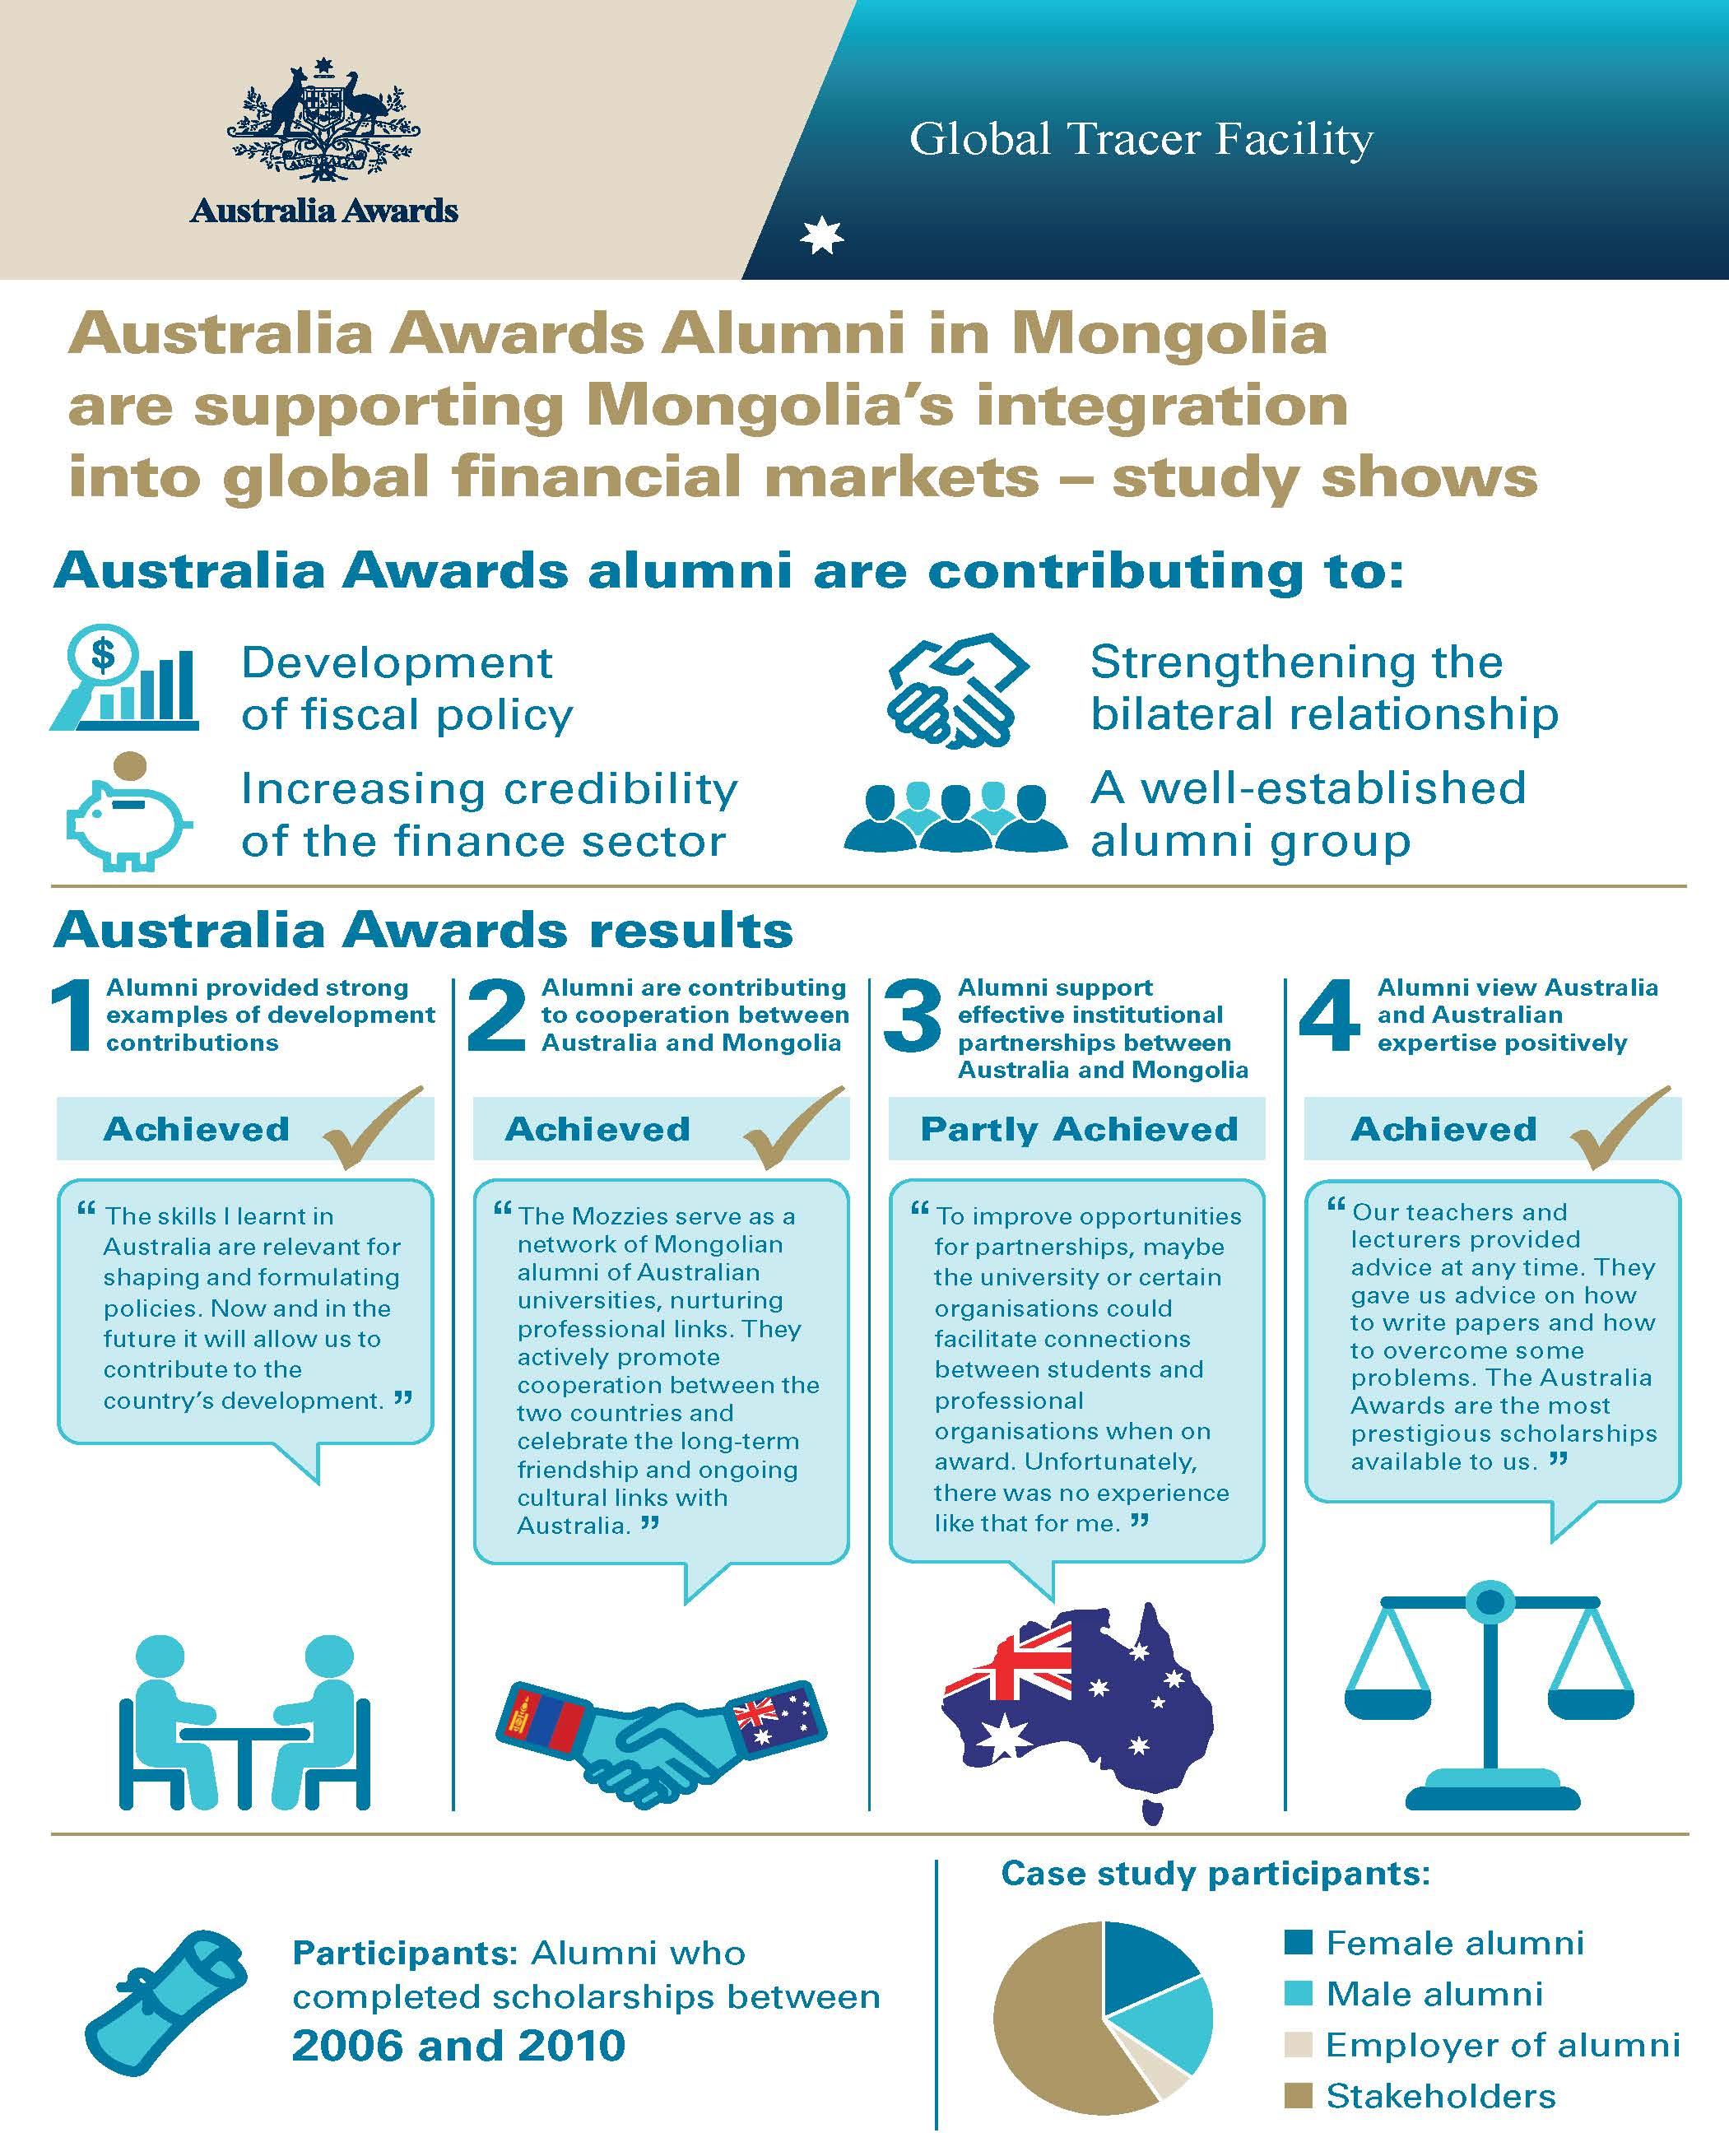 AUSTRALIA
Australia Awards
Global Tracer Facility
Australia Awards Alumni in Mongolia
are supporting Mongolia’s integration
into global financial markets – study shows
Australia Awards alumni are contributing to:
$
Development
of fiscal policy
Increasing credibility
of the finance sector
Strengthening the
bilateral relationship
A well-established
alumni group
Australia Awards results
1
Alumni provided strong
examples of development
contributions
Achieved
“ The skills I learnt in
Australia are relevant for
shaping and formulating
policies. Now and in the
future it will allow us to
contribute to the
country’s development. ”
2
Alumni are contributing
to cooperation between
Australia and Mongolia
Achieved
“ The Mozzies serve as a
network of Mongolian
alumni of Australian
universities, nurturing
professional links. They
actively promote
cooperation between the
two countries and
celebrate the long-term
friendship and ongoing
cultural links with
Australia. ”
3
Alumni support
effective institutional
partnerships between
Australia and Mongolia
Partly Achieved
“ To improve opportunities
for partnerships, maybe
the university or certain
organisations could
facilitate connections
between students and
professional
organisations when on
award. Unfortunately,
there was no experience
like that for me. ”
4
Alumni view Australia
and Australian
expertise positively
Achieved
“ Our teachers and
lecturers provided
advice at any time. They
gave us advice on how
to write papers and how
to overcome some
problems. The Australia
Awards are the most
prestigious scholarships
available to us. ”
Participants: Alumni who
completed scholarships between
2006 and 2010
Case study participants:
Female alumni
Male alumni
Employer of alumni
Stakeholders